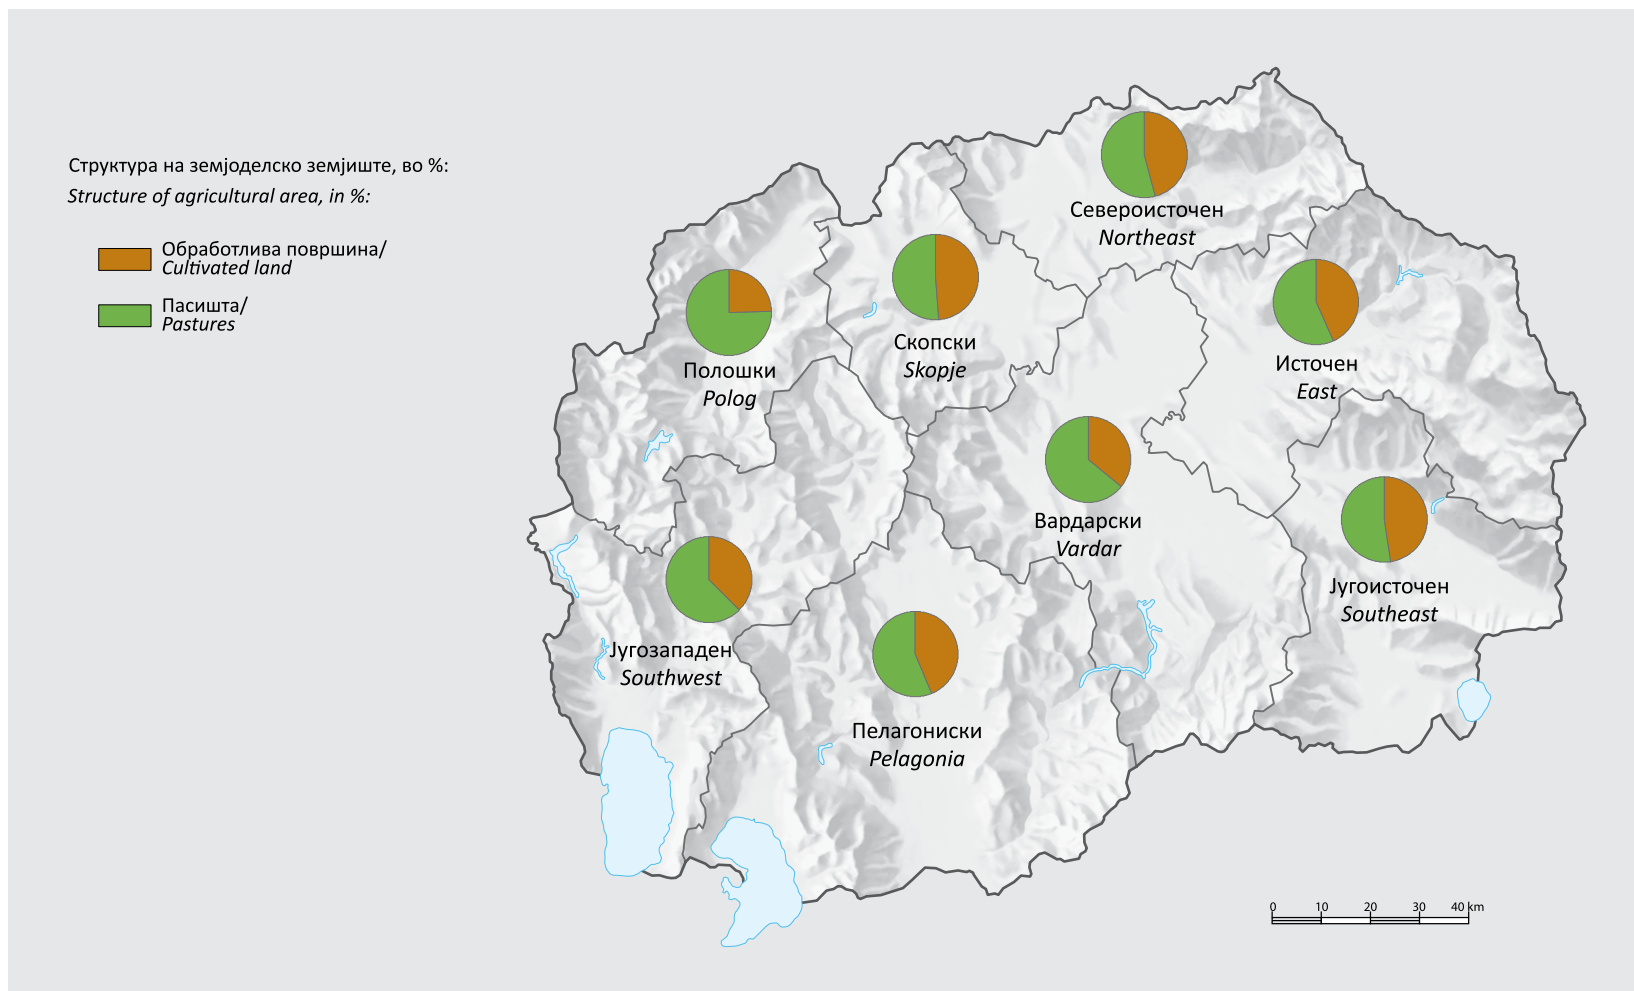 Структура на земјоделско земјиште, во %:
Structure of agricultural area, in %:
Обработлива површина/
Cultivated land
Пасишта/
Pastures
Североисточен
Northeast
Скопски
Skopje
Источен
East
Полошки
Polog
Вардарски
Vardar
Југоисточен
Southeast
Југозападен
Southwest
Пелагониски
Pelagonia
0 10 20 30 40 km